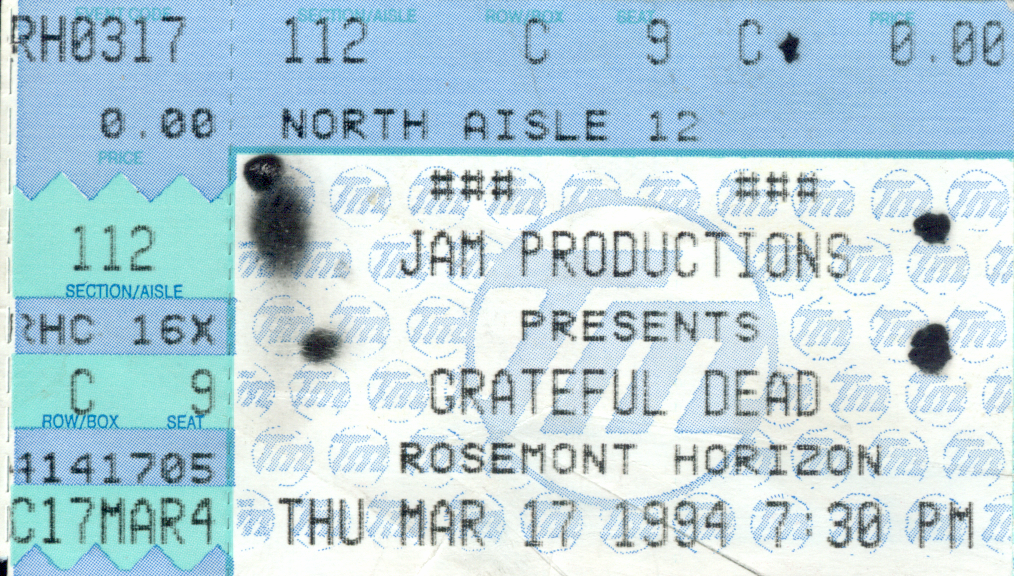 EVENT CODE SECTION/AISLE ROW/BOX SEAT PRICE
RH0317 112 C 9 C 0.00
0.00 NORTH AISLE 12
PRICE
### ###
112 JAM PRODUCTIONS
SECTION/AISLE
RHC 16X PRESENTS
C 9 GRATEFUL DEAD
ROW/BOX SEAT
A141705 ROSEMONT HORIZON
C17MAR4 THU MAR 17 1994 7:30 PM